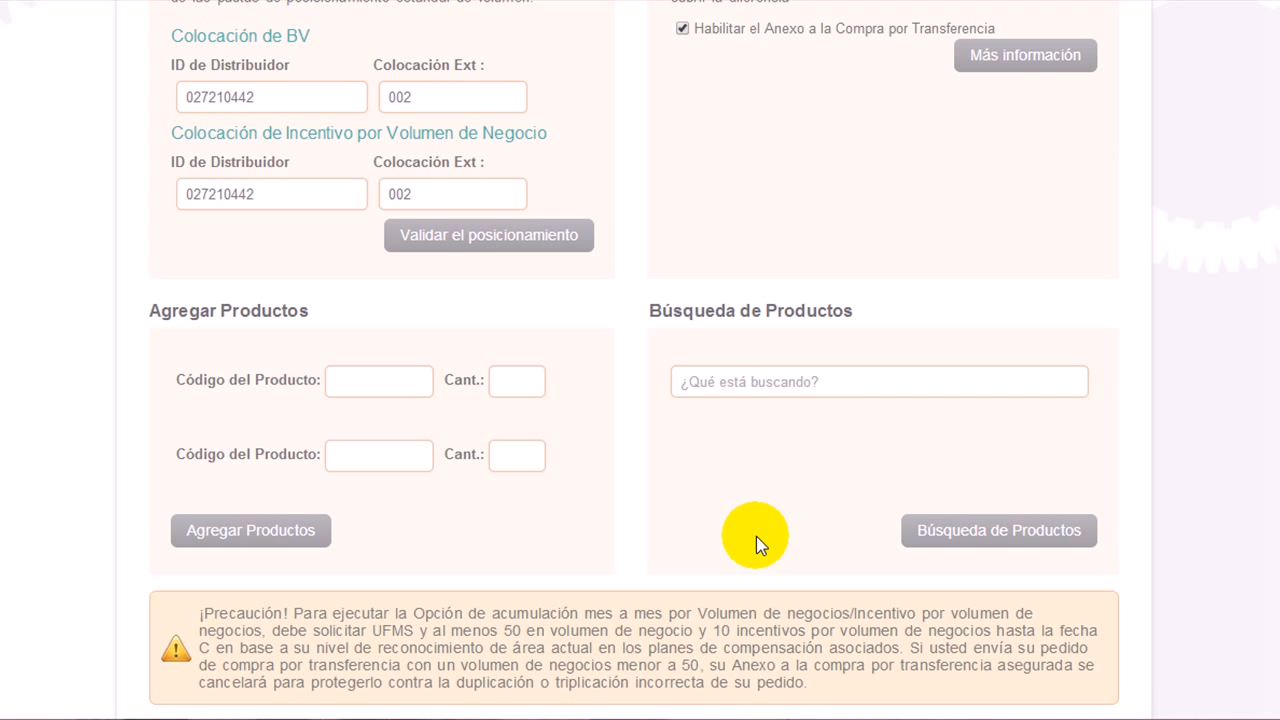 Colocación de BV
ID de Distribuidor Colocación Ext :
027210442 002
Colocación de Incentivo por Volumen de Negocio
ID de Distribuidor Colocación Ext :
027210442 002
Validar el posicionamiento
Habilitar el Anexo a la Compra por Transferencia
Más información
Agregar Productos
Código del Producto: Cant.:
Código del Producto: Cant.:
Agregar Productos
Búsqueda de Productos
¿Qué está buscando?
Búsqueda de Productos
¡Precaución! Para ejecutar la Opción de acumulación mes a mes por Volumen de negocios/Incentivo por volumen de
negocios, debe solicitar UFMS y al menos 50 en volumen de negocio y 10 incentivos por volumen de negocios hasta la fecha
C en base a su nivel de reconocimiento de área actual en los planes de compensación asociados. Si usted envía su pedido
de compra por transferencia con un volumen de negocios menor a 50, su Anexo a la compra por transferencia asegurada se
cancelará para protegerlo contra la duplicación o triplicación incorrecta de su pedido.